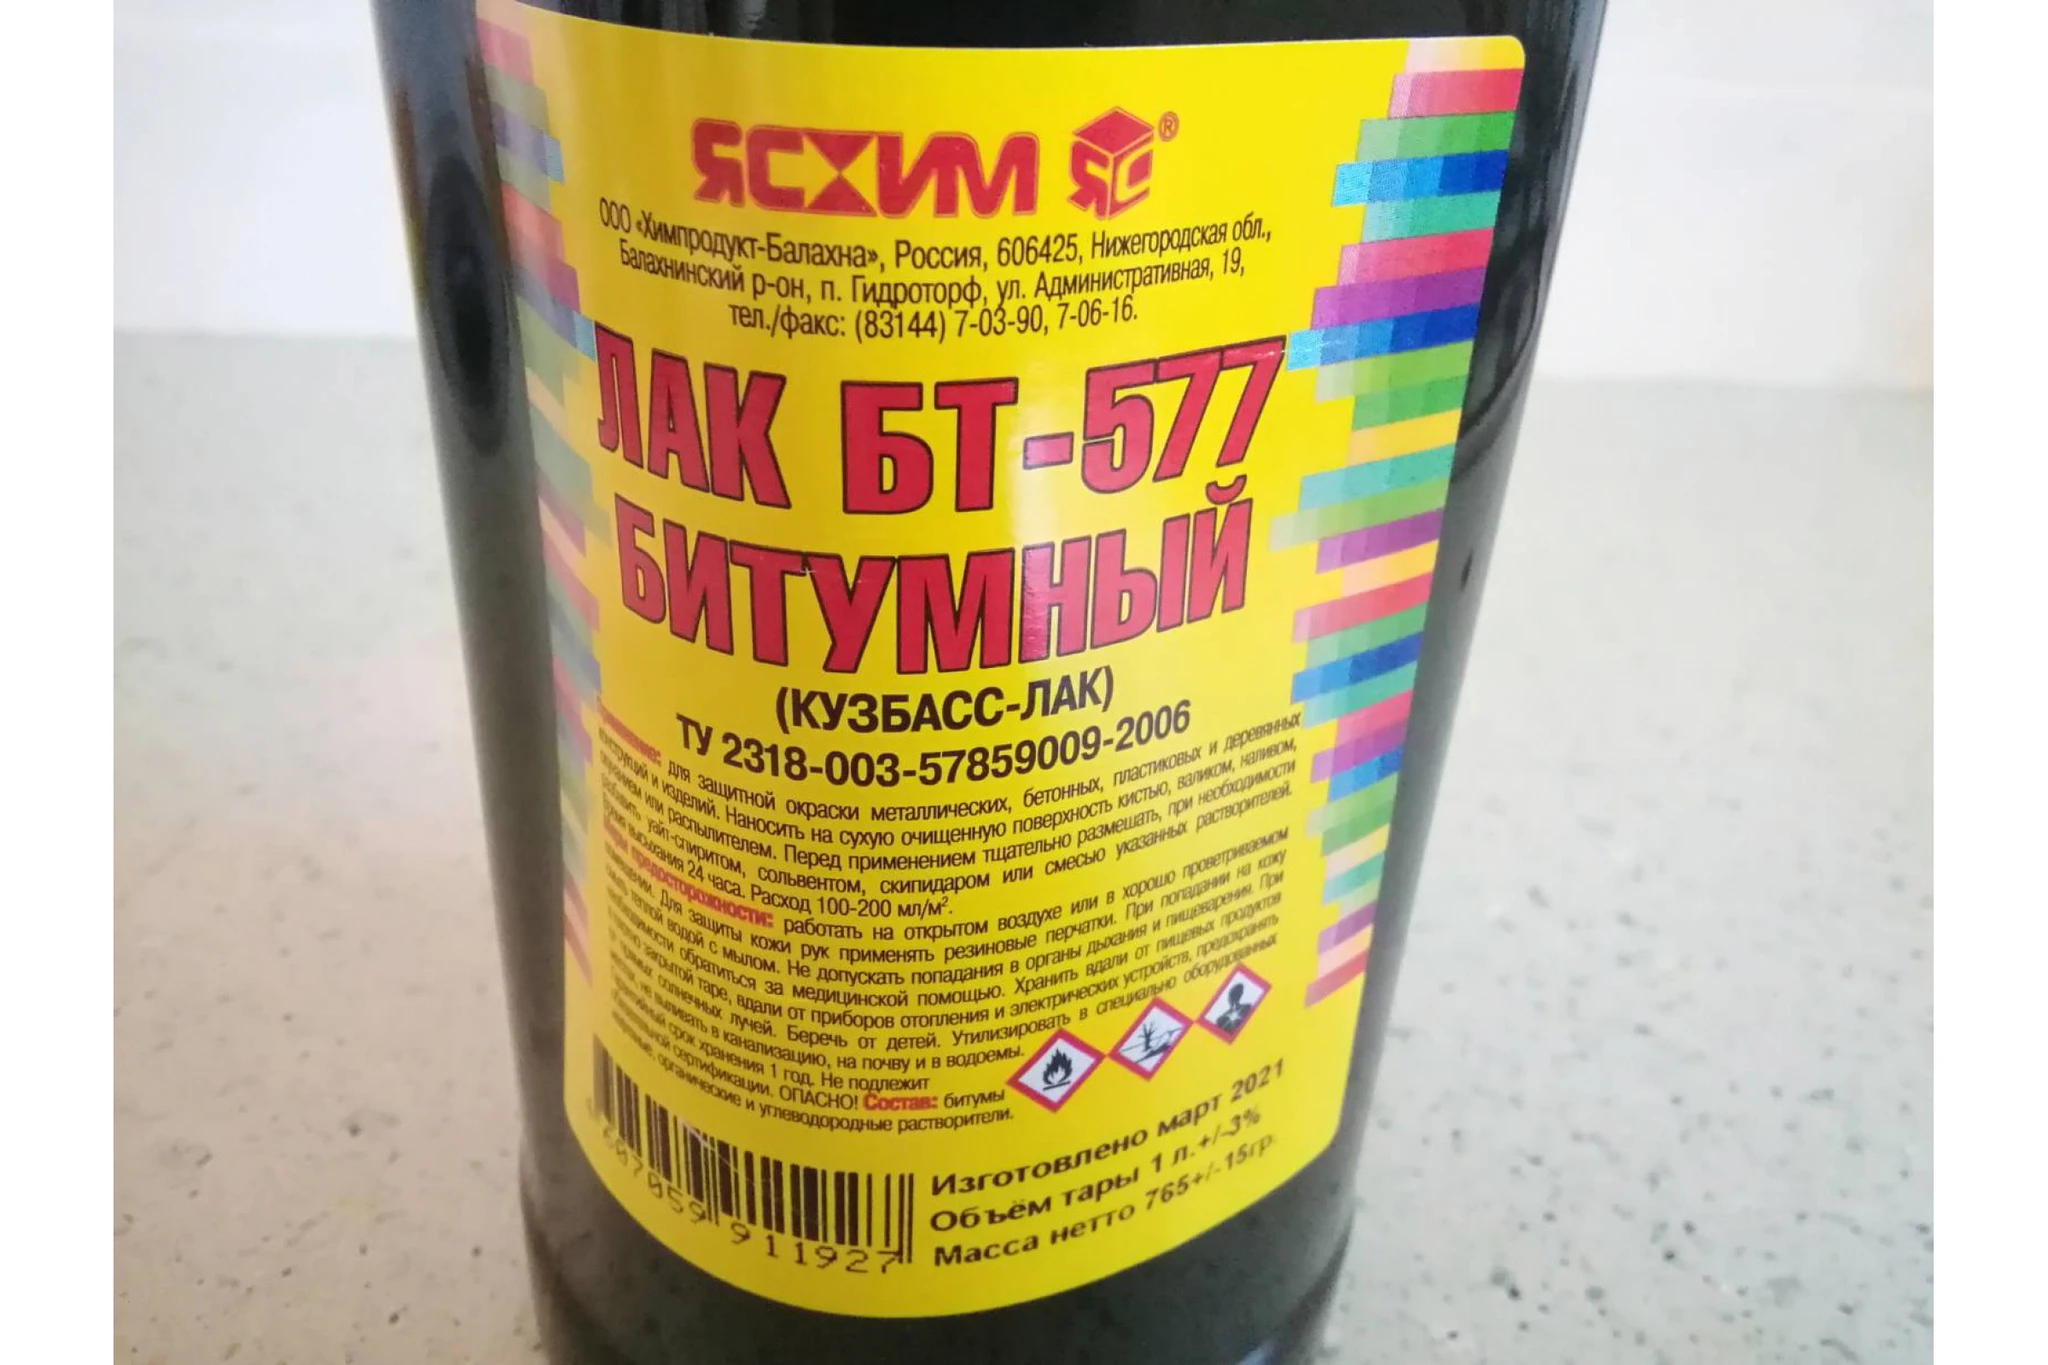 ЯСХИМ ЯС®
ООО «Химпродукт-Балахна», Россия, 606425, Нижегородская обл.,
Балахнинский р-он, п. Гидроторф, ул. Административная, 19,
тел./факс: (83144) 7-03-90, 7-06-16.
ЛАК БТ-577
БИТУМНЫЙ
(КУЗБАСС-ЛАК)
ТУ 2318-003-57859009-2006
для защитной окраски металлических, бетонных, пластиковых и деревянных
конструкций и изделий. Наносить на сухую очищенную поверхность кистью, валиком, наливом,
окунанием или распылителем. Перед применением тщательно размешать, при необходимости
добавить уайт-спиритом, сольвентом, скипидаром или смесью указанных растворителей.
Время высыхания 24 часа. Расход 100-200 мл/м².
Меры предосторожности: работать на открытом воздухе или в хорошо проветриваемом
помещении. Для защиты кожи рук применять резиновые перчатки. При попадании на кожу
смыть теплой водой с мылом. Не допускать попадания в органы дыхания и пищеварения. При
необходимости обратиться за медицинской помощью. Хранить вдали от пищевых продуктов
в плотно закрытой таре, вдали от приборов отопления и электрических устройств, предохранять
от прямых солнечных лучей. Беречь от детей. Утилизировать в специально оборудованных
местах, не выливать в канализацию, на почву и в водоемы.
срок хранения 1 год. Не подлежит
сертификации. ОПАСНО! Состав: битумы
органические и углеводородные растворители.
4 607059 911927
Изготовлено март 2021
Объём тары 1 л.+/-3%
Масса нетто 765+/-15гр.